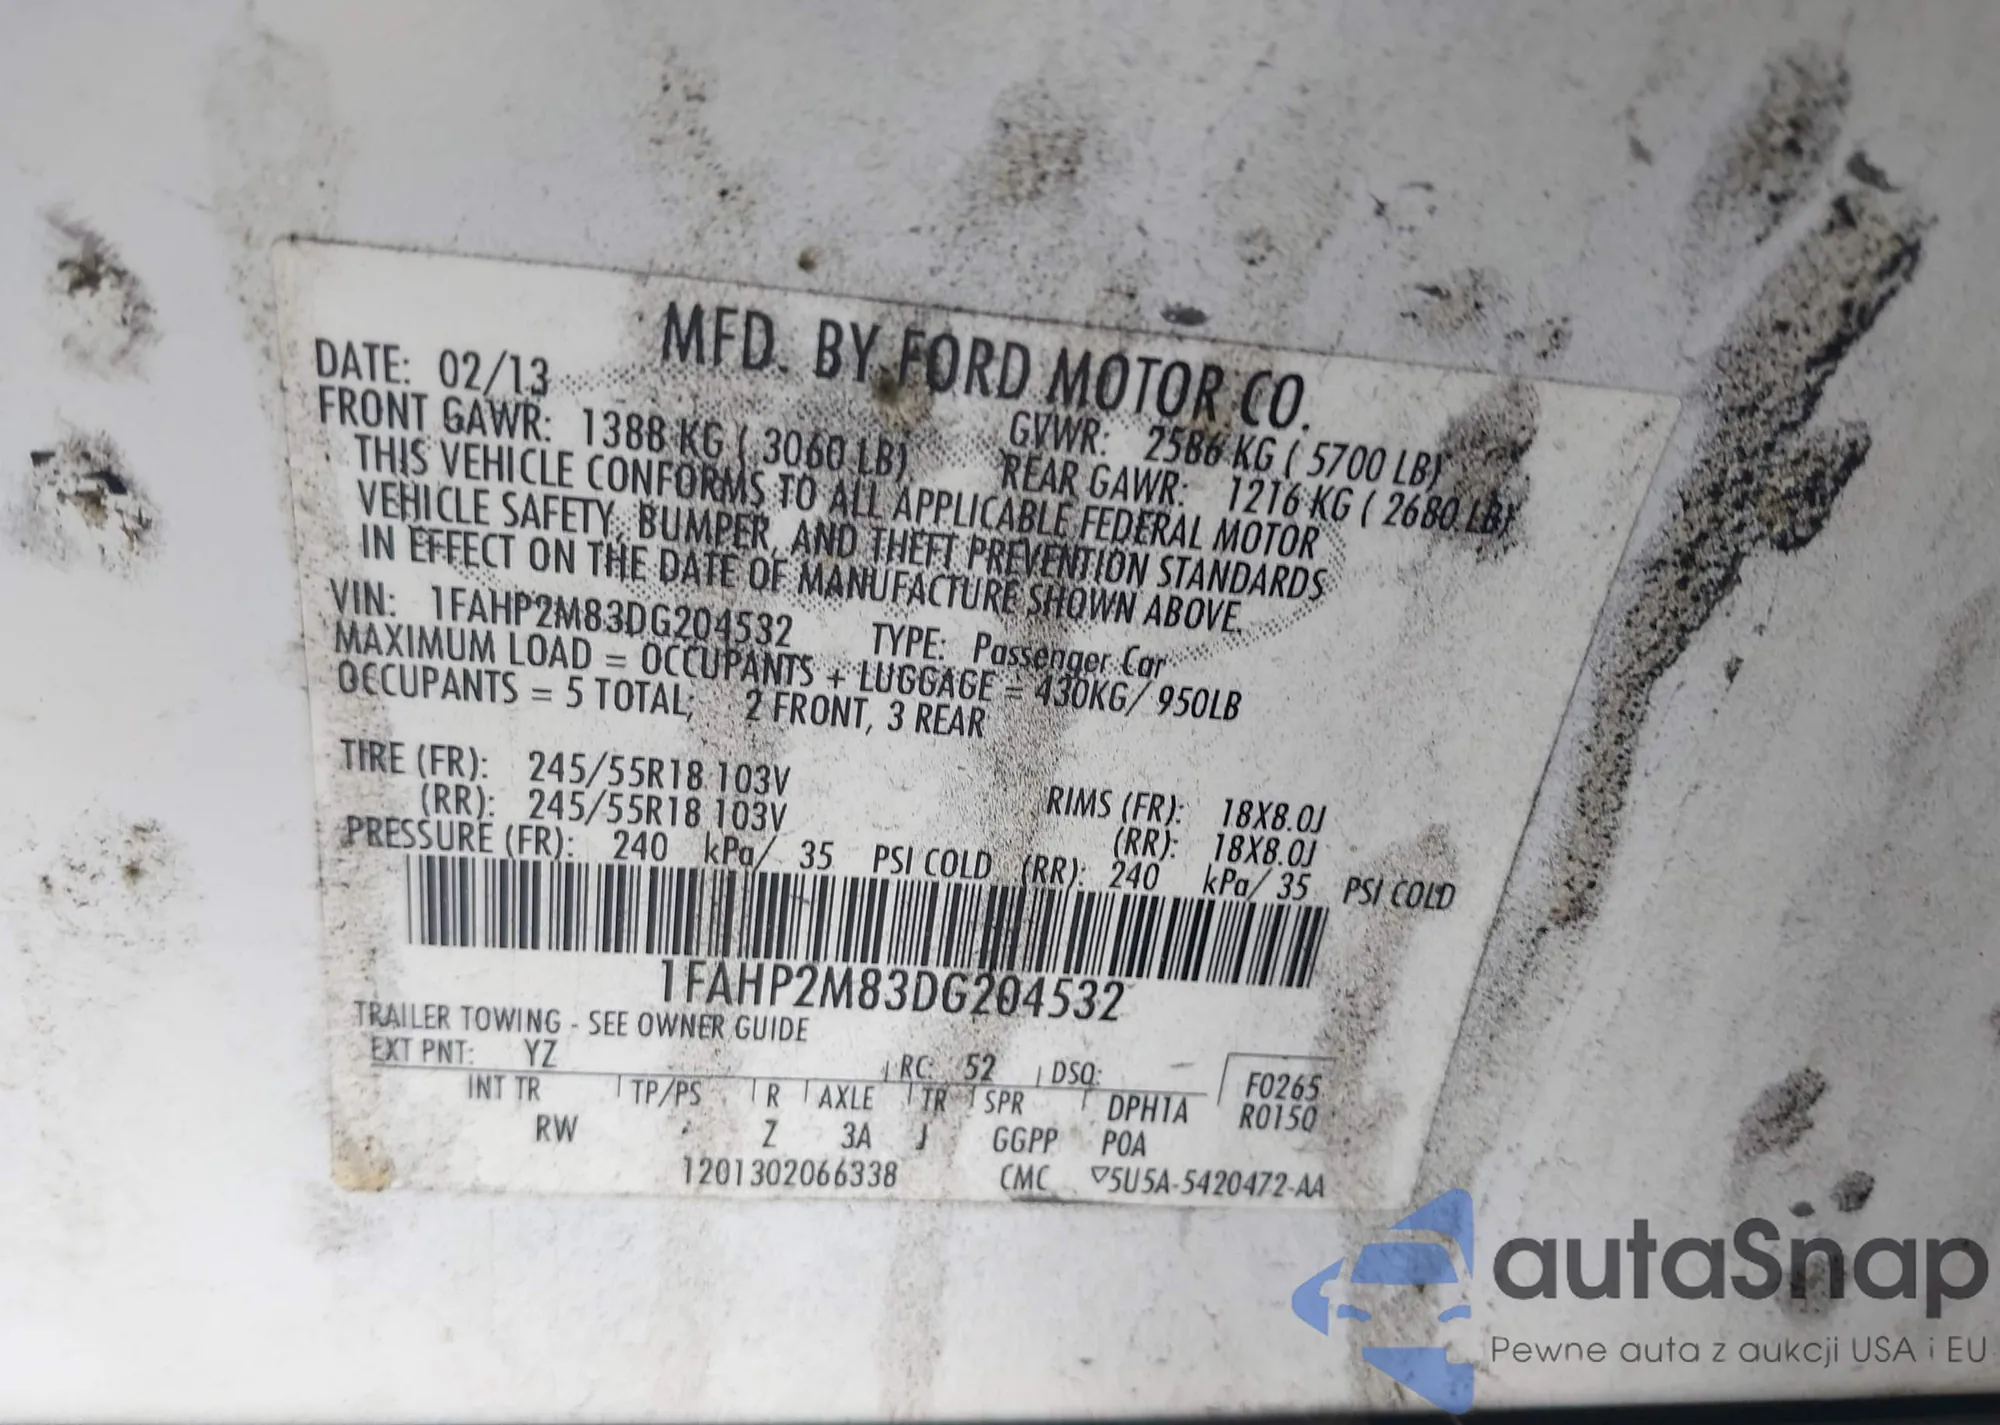 MFD. BY FORD MOTOR CO.
DATE: 02/13
GVWR: 2586 KG ( 5700 LB)
FRONT GAWR: 1388 KG ( 3060 LB)
REAR GAWR: 1216 KG ( 2680 LB)
THIS VEHICLE CONFORMS TO ALL APPLICABLE FEDERAL MOTOR
VEHICLE SAFETY, BUMPER, AND THEFT PREVENTION STANDARDS
IN EFFECT ON THE DATE OF MANUFACTURE SHOWN ABOVE.
VIN: 1FAHP2M83DG204532 TYPE: Passenger Car
MAXIMUM LOAD = OCCUPANTS + LUGGAGE = 430KG/ 950LB
OCCUPANTS = 5 TOTAL; 2 FRONT, 3 REAR
TIRE (FR): 245/55R18 103V RIMS (FR): 18X8.0J
(RR): 245/55R18 103V (RR): 18X8.0J
PRESSURE (FR): 240 kPa/ 35 PSI COLD (RR): 240 kPa/ 35 PSI COLD
1FAHP2M83DG204532
TRAILER TOWING - SEE OWNER GUIDE
EXT PNT: YZ RC: 52 DSO: F0265
INT TR TP/PS R AXLE TR SPR DPH1A R0150
RW Z 3A J GGPP POA
1201302066338 CMC ▽5U5A-5420472-AA
autaSnap
Pewne auta z aukcji USA i EU